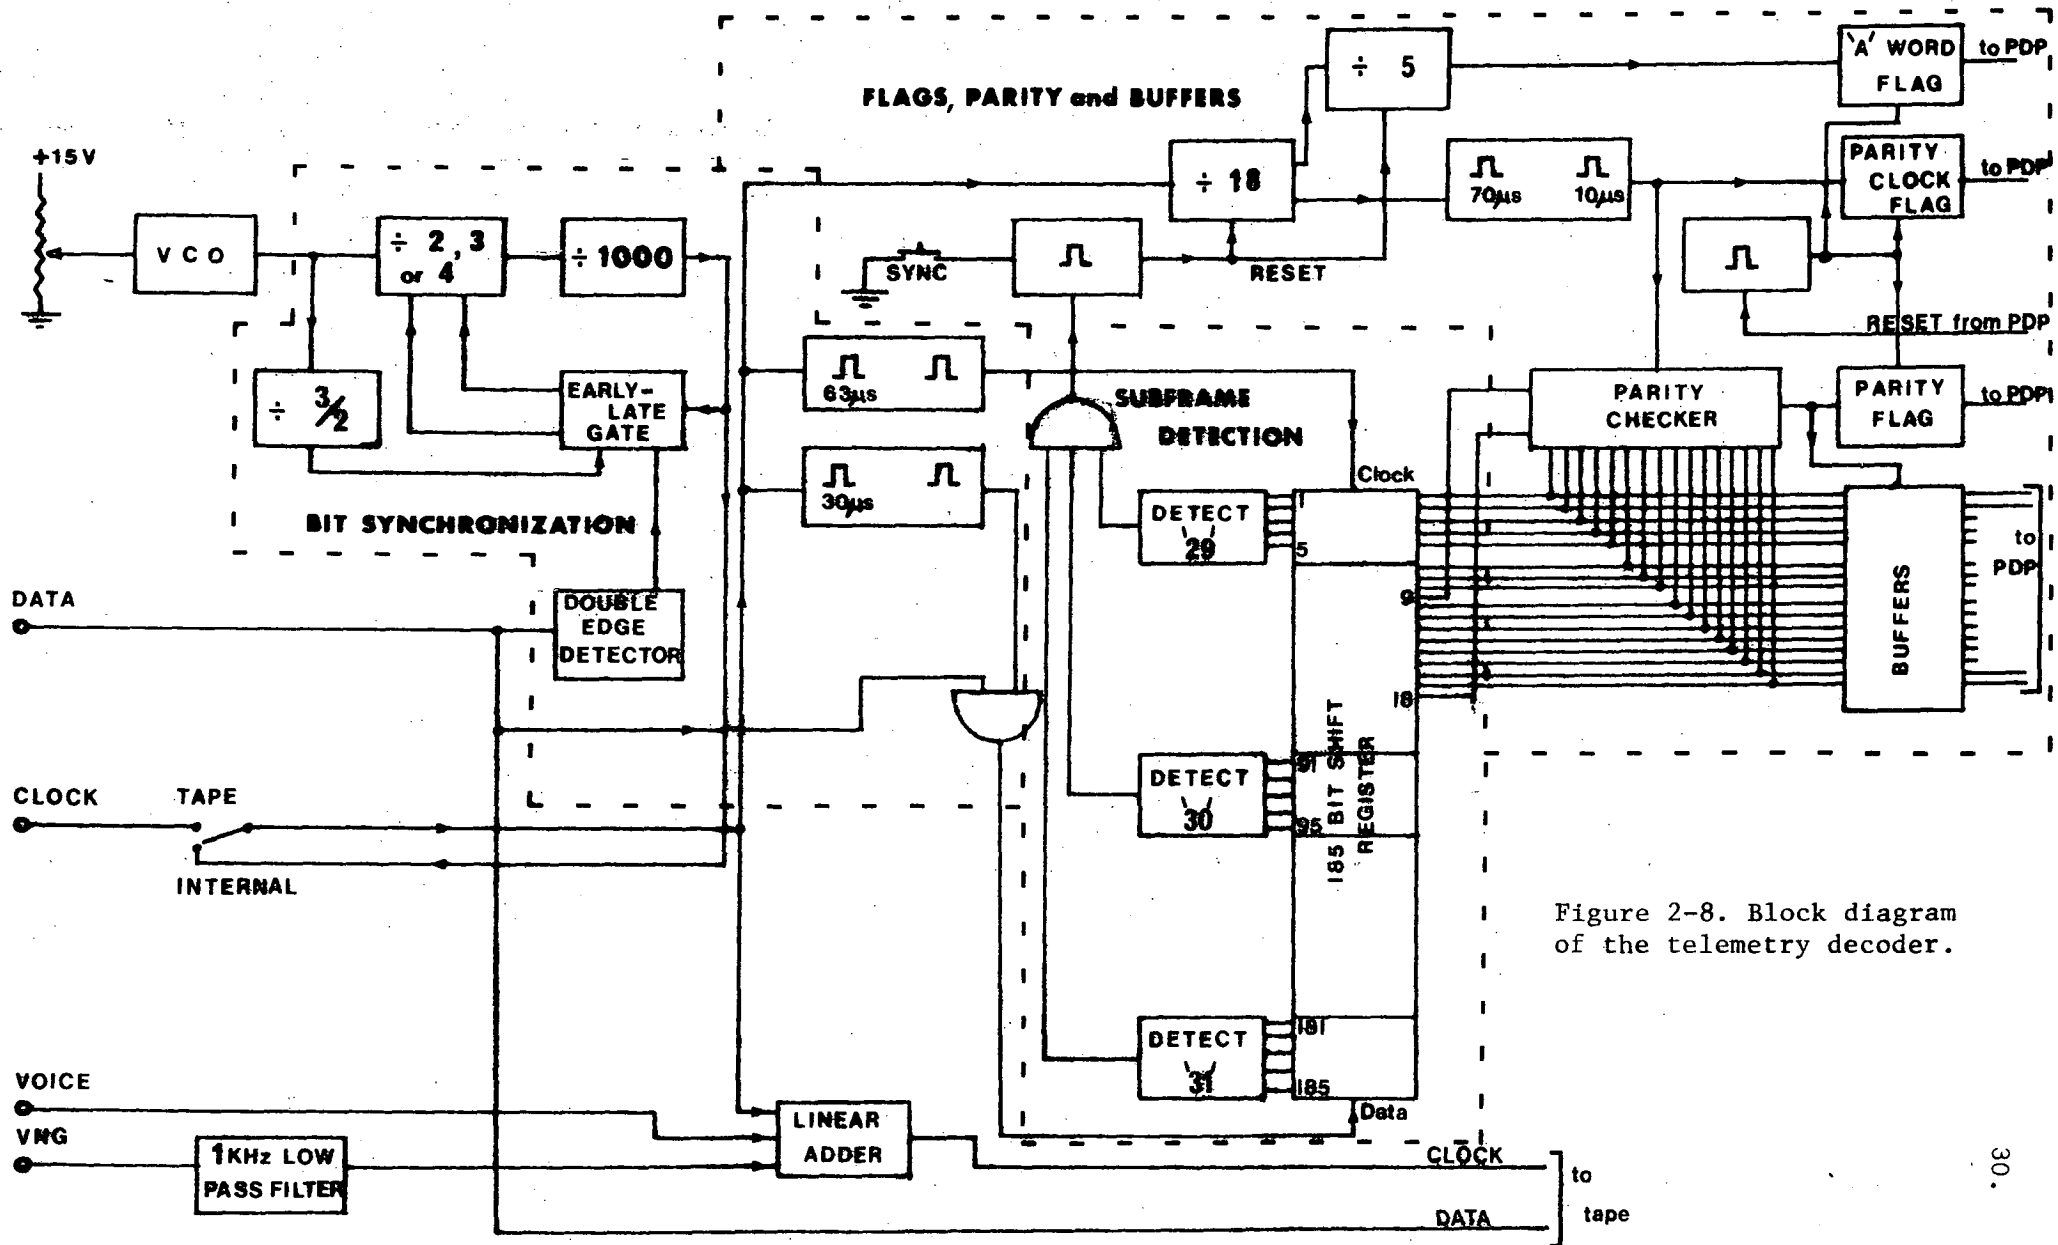 FLAGS, PARITY and BUFFERS
÷ 5
'A' WORD
FLAG
to PDP
+15V
VCO
÷ 2, 3
or 4
÷ 1000
÷ 18
70µs
10µs
PARITY
CLOCK
FLAG
to PDP
SYNC
RESET
RESET from PDP
÷ 3/2
EARLY-
LATE
GATE
63µs
30µs
SUBFRAME
DETECTION
PARITY
CHECKER
PARITY
FLAG
to PDP
BIT SYNCHRONIZATION
Clock
DETECT
'29'
1
5
9
18
BUFFERS
to
PDP
DATA
DOUBLE
EDGE
DETECTOR
CLOCK
TAPE
INTERNAL
DETECT
'30'
91
95
185 BIT SHIFT
REGISTER
DETECT
'31'
181
185
Data
VOICE
VNG
1KHz LOW
PASS FILTER
LINEAR
ADDER
CLOCK
DATA
to
tape
Figure 2-8. Block diagram
of the telemetry decoder.
30.